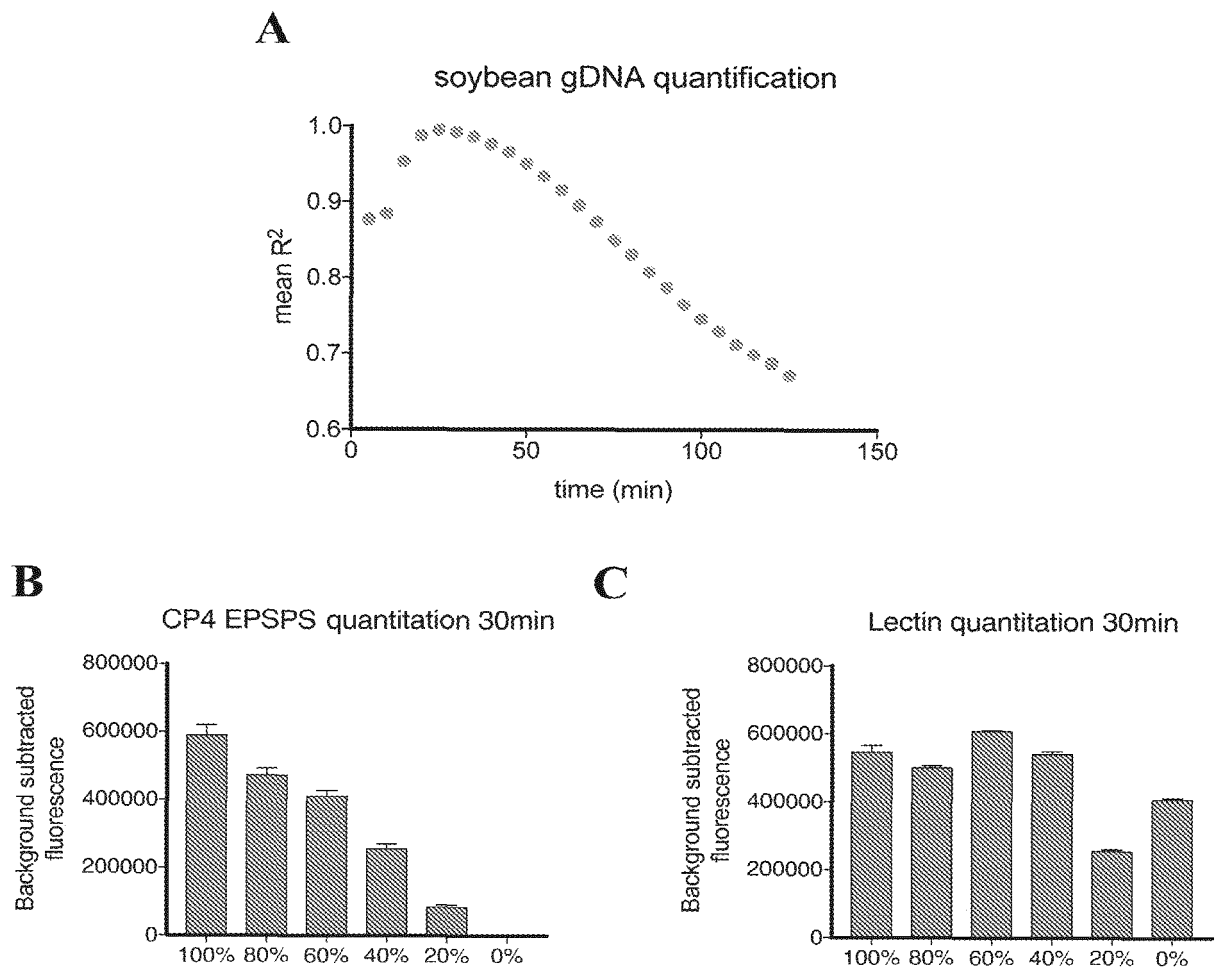 A
soybean gDNA quantification
1.0
0.9
0.8
0.7
0.6
mean R²
0
50
100
150
time (min)
B
CP4 EPSPS quantitation 30min
800000
600000
400000
200000
0
Background subtracted
fluorescence
100% 80% 60% 40% 20% 0%
C
Lectin quantitation 30min
800000
600000
400000
200000
0
Background subtracted
fluorescence
100% 80% 60% 40% 20% 0%